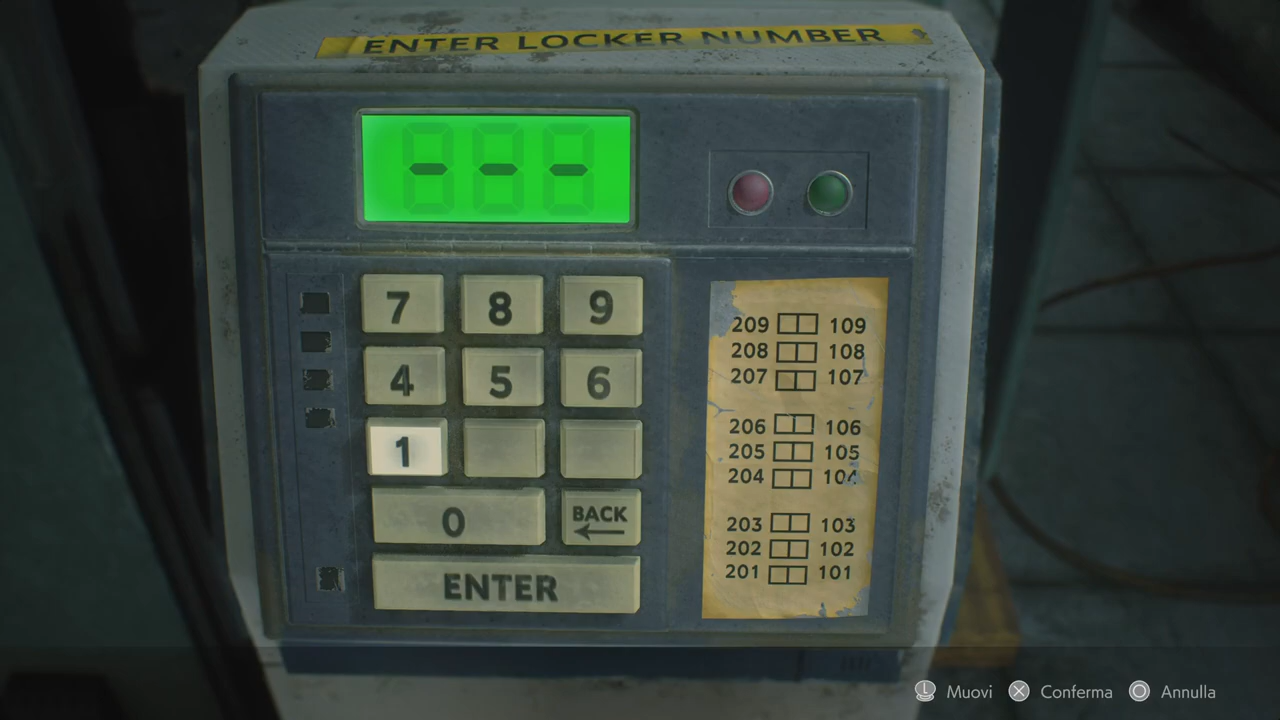 ENTER LOCKER NUMBER
- - -
7 8 9
4 5 6
1
0 BACK
ENTER
209 109
208 108
207 107
206 106
205 105
204 104
203 103
202 102
201 101
L Muovi X Conferma O Annulla